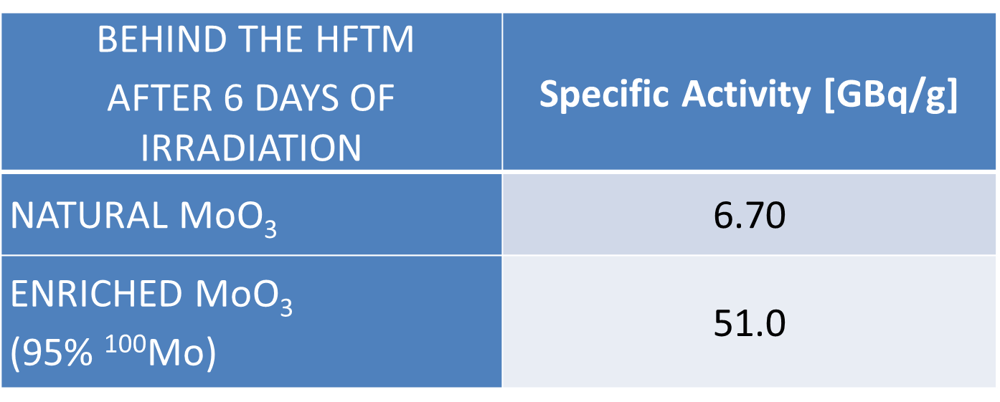 BEHIND THE HFTM
AFTER 6 DAYS OF
IRRADIATION
Specific Activity [GBq/g]
NATURAL MoO₃
6.70
ENRICHED MoO₃
(95% ¹⁰⁰Mo)
51.0